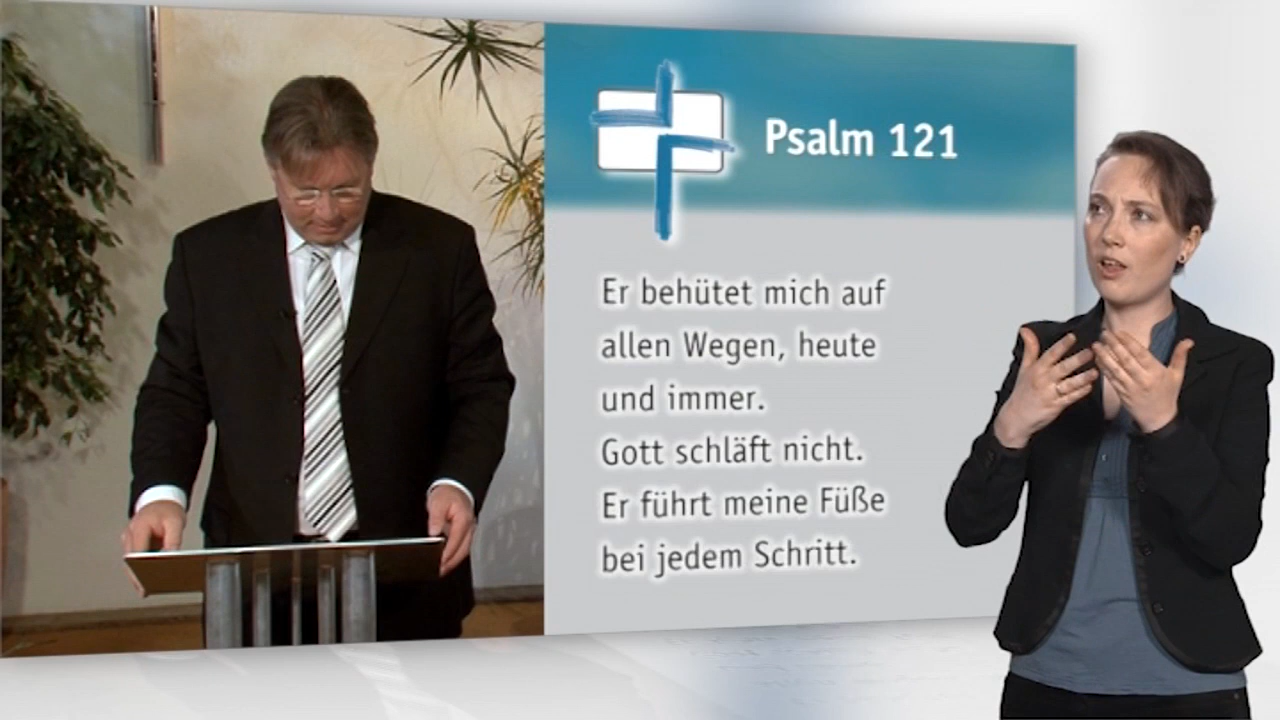 Psalm 121
Er behütet mich auf
allen Wegen, heute
und immer.
Gott schläft nicht.
Er führt meine Füße
bei jedem Schritt.